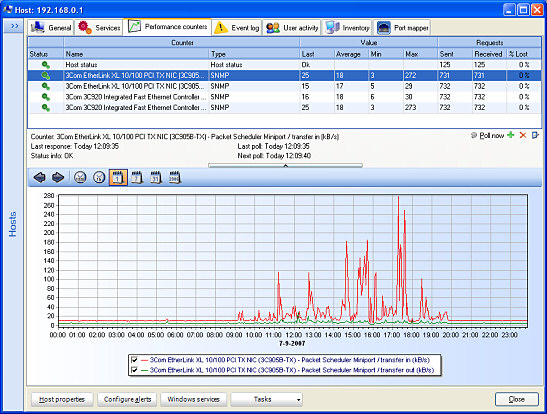 Host: 192.168.0.1
>>
Hosts
General Services Performance counters Event log User activity Inventory Port mapper
Counter Value Requests
Status Name Type Last Average Min Max Sent Received % Lost
Host status Host status Ok 125 125 0 %
3Com EtherLink XL 10/100 PCI TX NIC (3C905... SNMP 25 18 3 272 731 731 0 %
3Com EtherLink XL 10/100 PCI TX NIC (3C905... SNMP 15 17 5 29 732 732 0 %
3Com 3C920 Integrated Fast Ethernet Controller ... SNMP 16 18 6 30 732 732 0 %
3Com 3C920 Integrated Fast Ethernet Controller ... SNMP 25 18 3 273 732 732 0 %
Counter: 3Com EtherLink XL 10/100 PCI TX NIC (3C905B-TX) - Packet Scheduler Miniport / transfer in (kB/s)
Poll now
Last response: Today 12:09:35 Last poll: Today 12:09:35
Status info: OK Next poll: Today 12:09:40
1 7 31
280
260
240
220
200
180
160
140
120
100
80
60
40
20
0
00:00 01:00 02:00 03:00 04:00 05:00 06:00 07:00 08:00 09:00 10:00 11:00 12:00 13:00 14:00 15:00 16:00 17:00 18:00 19:00 20:00 21:00 22:00 23:00
7-9-2007
3Com EtherLink XL 10/100 PCI TX NIC (3C905B-TX) - Packet Scheduler Miniport / transfer in (kB/s)
3Com EtherLink XL 10/100 PCI TX NIC (3C905B-TX) - Packet Scheduler Miniport / transfer out (kB/s)
Host properties Configure alerts Windows services Tasks Close